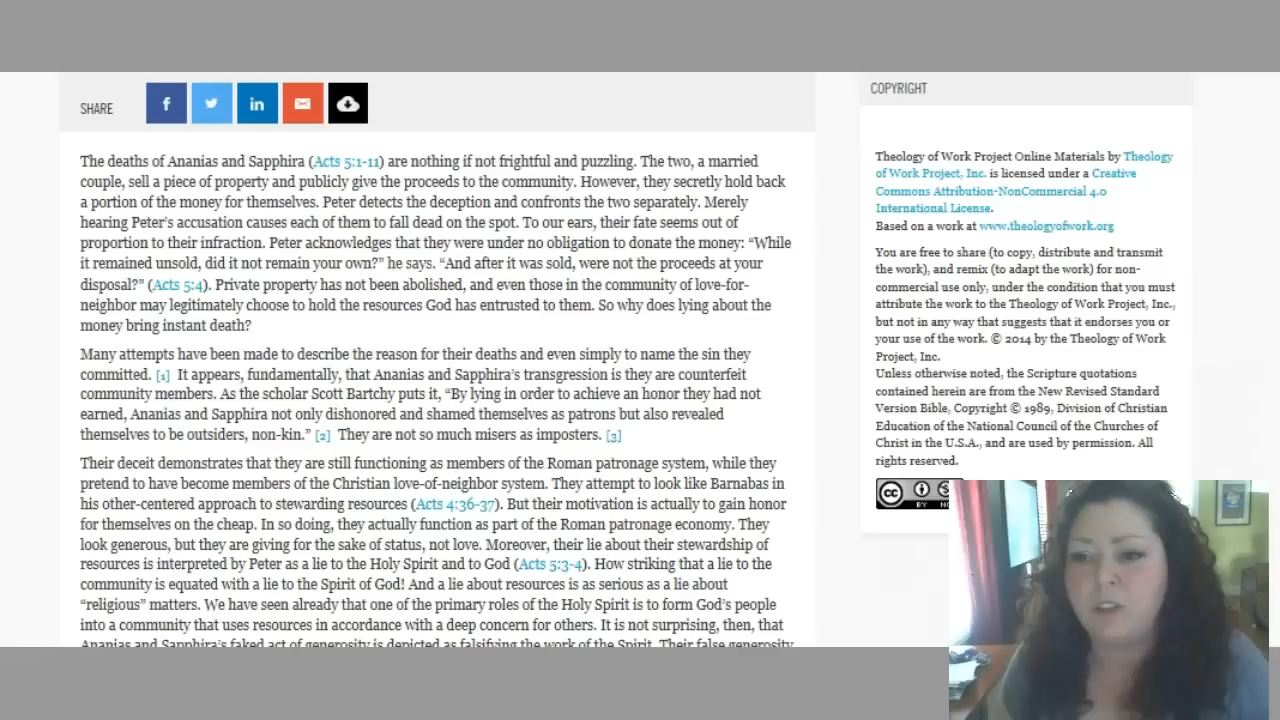 SHARE
The deaths of Ananias and Sapphira (Acts 5:1-11) are nothing if not frightful and puzzling. The two, a married
couple, sell a piece of property and publicly give the proceeds to the community. However, they secretly hold back
a portion of the money for themselves. Peter detects the deception and confronts the two separately. Merely
hearing Peter's accusation causes each of them to fall dead on the spot. To our ears, their fate seems out of
proportion to their infraction. Peter acknowledges that they were under no obligation to donate the money: “While
it remained unsold, did it not remain your own?” he says. “And after it was sold, were not the proceeds at your
disposal?” (Acts 5:4). Private property has not been abolished, and even those in the community of love-for-
neighbor may legitimately choose to hold the resources God has entrusted to them. So why does lying about the
money bring instant death?
Many attempts have been made to describe the reason for their deaths and even simply to name the sin they
committed. [1] It appears, fundamentally, that Ananias and Sapphira's transgression is they are counterfeit
community members. As the scholar Scott Bartchy puts it, “By lying in order to achieve an honor they had not
earned, Ananias and Sapphira not only dishonored and shamed themselves as patrons but also revealed
themselves to be outsiders, non-kin.” [2] They are not so much misers as imposters. [3]
Their deceit demonstrates that they are still functioning as members of the Roman patronage system, while they
pretend to have become members of the Christian love-of-neighbor system. They attempt to look like Barnabas in
his other-centered approach to stewarding resources (Acts 4:36-37). But their motivation is actually to gain honor
for themselves on the cheap. In so doing, they actually function as part of the Roman patronage economy. They
look generous, but they are giving for the sake of status, not love. Moreover, their lie about their stewardship of
resources is interpreted by Peter as a lie to the Holy Spirit and to God (Acts 5:3-4). How striking that a lie to the
community is equated with a lie to the Spirit of God! And a lie about resources is as serious as a lie about
“religious” matters. We have seen already that one of the primary roles of the Holy Spirit is to form God's people
into a community that uses resources in accordance with a deep concern for others. It is not surprising, then, that
Ananias and Sapphira's faked act of generosity is depicted as falsifying the work of the Spirit. Their false generosity
COPYRIGHT
Theology of Work Project Online Materials by Theology
of Work Project, Inc. is licensed under a Creative
Commons Attribution-NonCommercial 4.0
International License.
Based on a work at www.theologyofwork.org
You are free to share (to copy, distribute and transmit
the work), and remix (to adapt the work) for non-
commercial use only, under the condition that you must
attribute the work to the Theology of Work Project, Inc.,
but not in any way that suggests that it endorses you or
your use of the work. © 2014 by the Theology of Work
Project, Inc.
Unless otherwise noted, the Scripture quotations
contained herein are from the New Revised Standard
Version Bible, Copyright © 1989, Division of Christian
Education of the National Council of the Churches of
Christ in the U.S.A., and are used by permission. All
rights reserved.
cc
BY